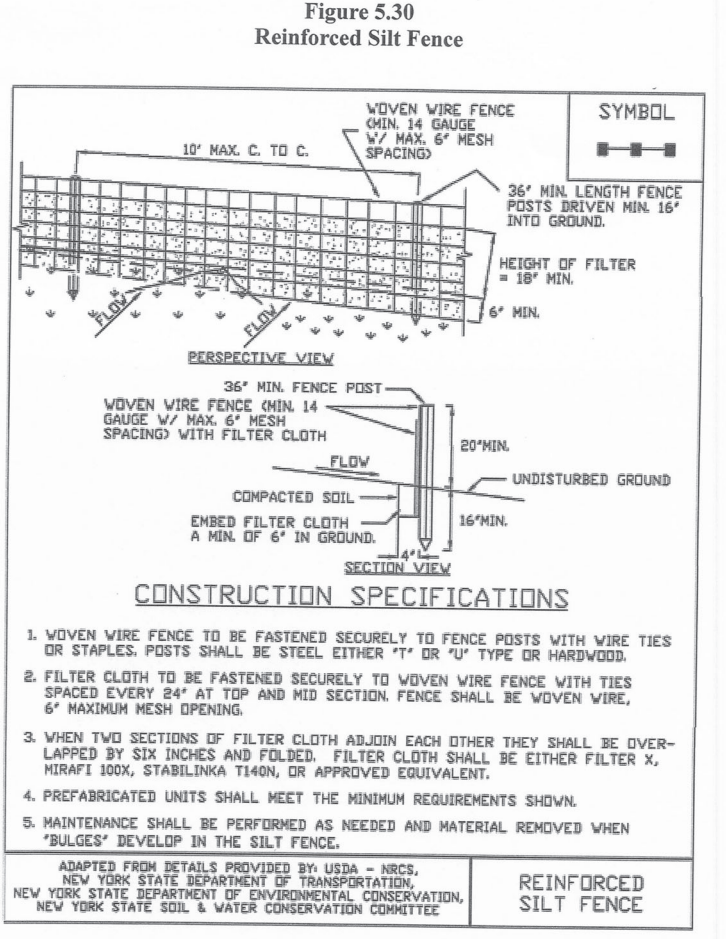 Figure 5.30
Reinforced Silt Fence
WOVEN WIRE FENCE
(MIN. 14 GAUGE
W/ MAX. 6" MESH
SPACING)
SYMBOL
10' MAX. C. TO C.
36" MIN. LENGTH FENCE
POSTS DRIVEN MIN. 16"
INTO GROUND.
HEIGHT OF FILTER
= 18" MIN.
6" MIN.
FLOW
FLOW
PERSPECTIVE VIEW
36" MIN. FENCE POST
WOVEN WIRE FENCE (MIN. 14
GAUGE W/ MAX. 6" MESH
SPACING) WITH FILTER CLOTH
20"MIN.
FLOW
UNDISTURBED GROUND
COMPACTED SOIL
EMBED FILTER CLOTH
A MIN. OF 6" IN GROUND.
16"MIN.
4"
SECTION VIEW
CONSTRUCTION SPECIFICATIONS
1. WOVEN WIRE FENCE TO BE FASTENED SECURELY TO FENCE POSTS WITH WIRE TIES
OR STAPLES. POSTS SHALL BE STEEL EITHER "T" OR "U" TYPE OR HARDWOOD.
2. FILTER CLOTH TO BE FASTENED SECURELY TO WOVEN WIRE FENCE WITH TIES
SPACED EVERY 24" AT TOP AND MID SECTION. FENCE SHALL BE WOVEN WIRE,
6" MAXIMUM MESH OPENING.
3. WHEN TWO SECTIONS OF FILTER CLOTH ADJOIN EACH OTHER THEY SHALL BE OVER-
LAPPED BY SIX INCHES AND FOLDED. FILTER CLOTH SHALL BE EITHER FILTER X,
MIRAFI 100X, STABILINKA T140N, OR APPROVED EQUIVALENT.
4. PREFABRICATED UNITS SHALL MEET THE MINIMUM REQUIREMENTS SHOWN.
5. MAINTENANCE SHALL BE PERFORMED AS NEEDED AND MATERIAL REMOVED WHEN
"BULGES" DEVELOP IN THE SILT FENCE.
ADAPTED FROM DETAILS PROVIDED BY: USDA - NRCS,
NEW YORK STATE DEPARTMENT OF TRANSPORTATION,
NEW YORK STATE DEPARTMENT OF ENVIRONMENTAL CONSERVATION,
NEW YORK STATE SOIL & WATER CONSERVATION COMMITTEE
REINFORCED
SILT FENCE